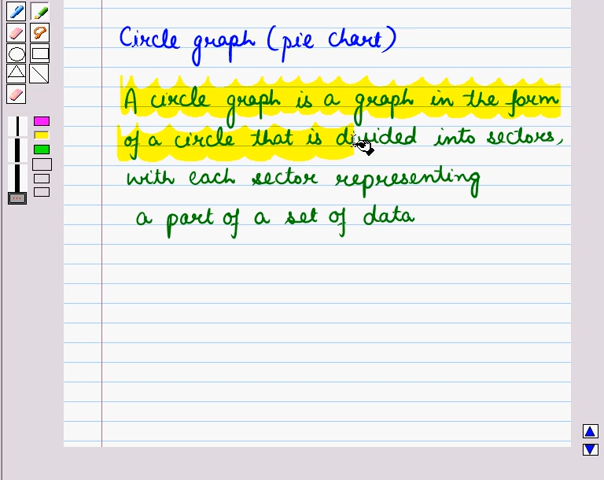 Circle graph (pie chart)
A circle graph is a graph in the form
of a circle that is divided into sectors,
with each sector representing
a part of a set of data